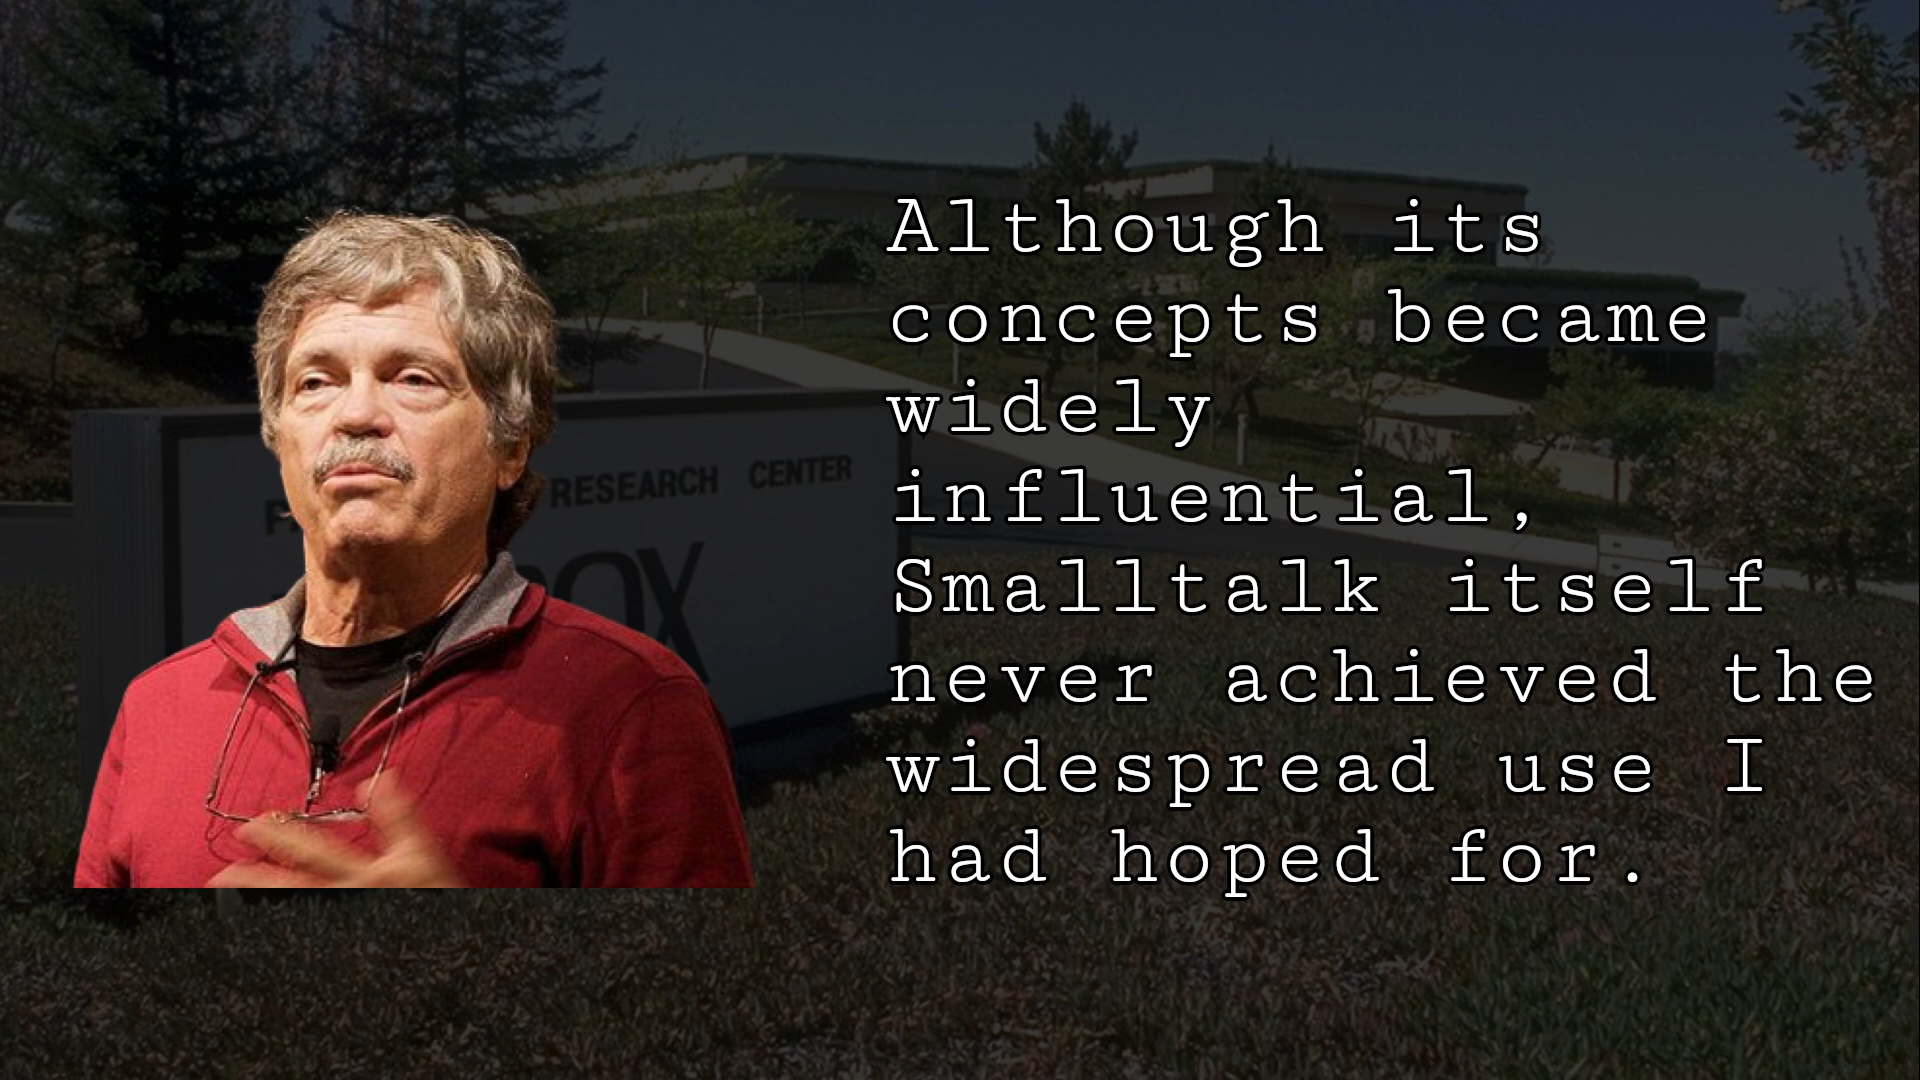 Although its
concepts became
widely
influential,
Smalltalk itself
never achieved the
widespread use I
had hoped for.
RESEARCH CENTER